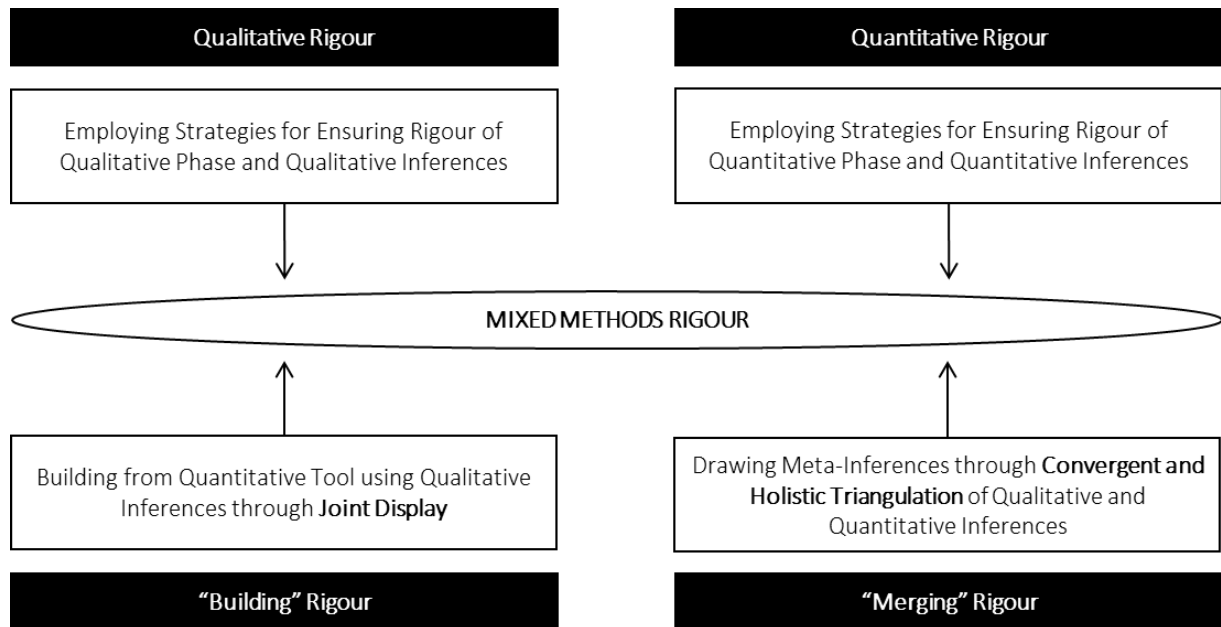 Qualitative Rigour
Quantitative Rigour
Employing Strategies for Ensuring Rigour of
Qualitative Phase and Qualitative Inferences
Employing Strategies for Ensuring Rigour of
Quantitative Phase and Quantitative Inferences
MIXED METHODS RIGOUR
Building from Quantitative Tool using Qualitative
Inferences through Joint Display
Drawing Meta-Inferences through Convergent and
Holistic Triangulation of Qualitative and
Quantitative Inferences
“Building” Rigour
“Merging” Rigour